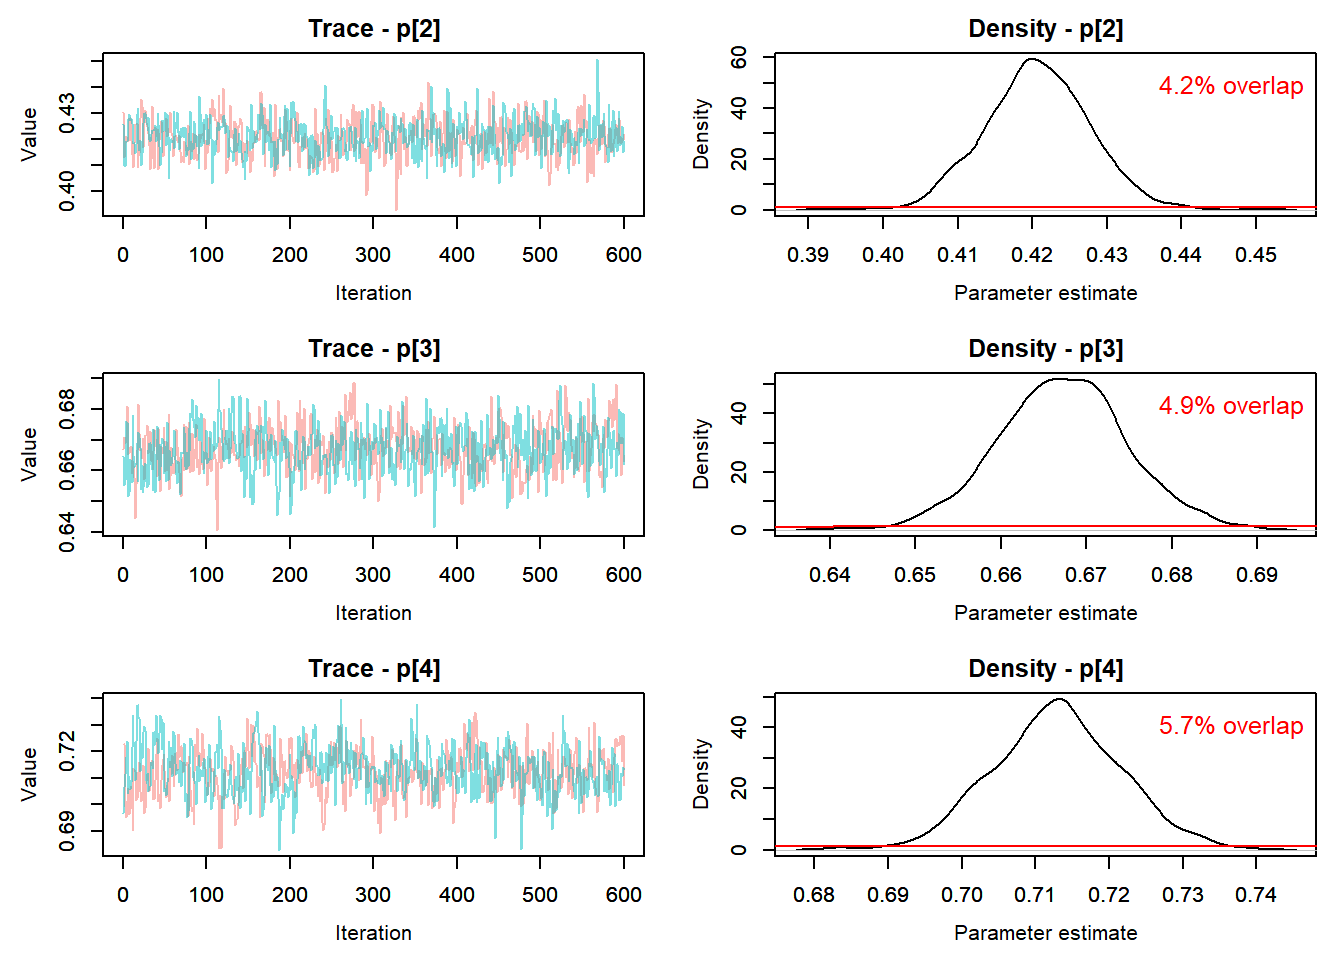 Trace - p[2]
Value
0.40 0.43
0 100 200 300 400 500 600
Iteration
Density - p[2]
4.2% overlap
Density
0 20 40 60
0.39 0.40 0.41 0.42 0.43 0.44 0.45
Parameter estimate
Trace - p[3]
Value
0.64 0.66 0.68
0 100 200 300 400 500 600
Iteration
Density - p[3]
4.9% overlap
Density
0 20 40
0.64 0.65 0.66 0.67 0.68 0.69
Parameter estimate
Trace - p[4]
Value
0.69 0.72
0 100 200 300 400 500 600
Iteration
Density - p[4]
5.7% overlap
Density
0 20 40
0.68 0.69 0.70 0.71 0.72 0.73 0.74
Parameter estimate